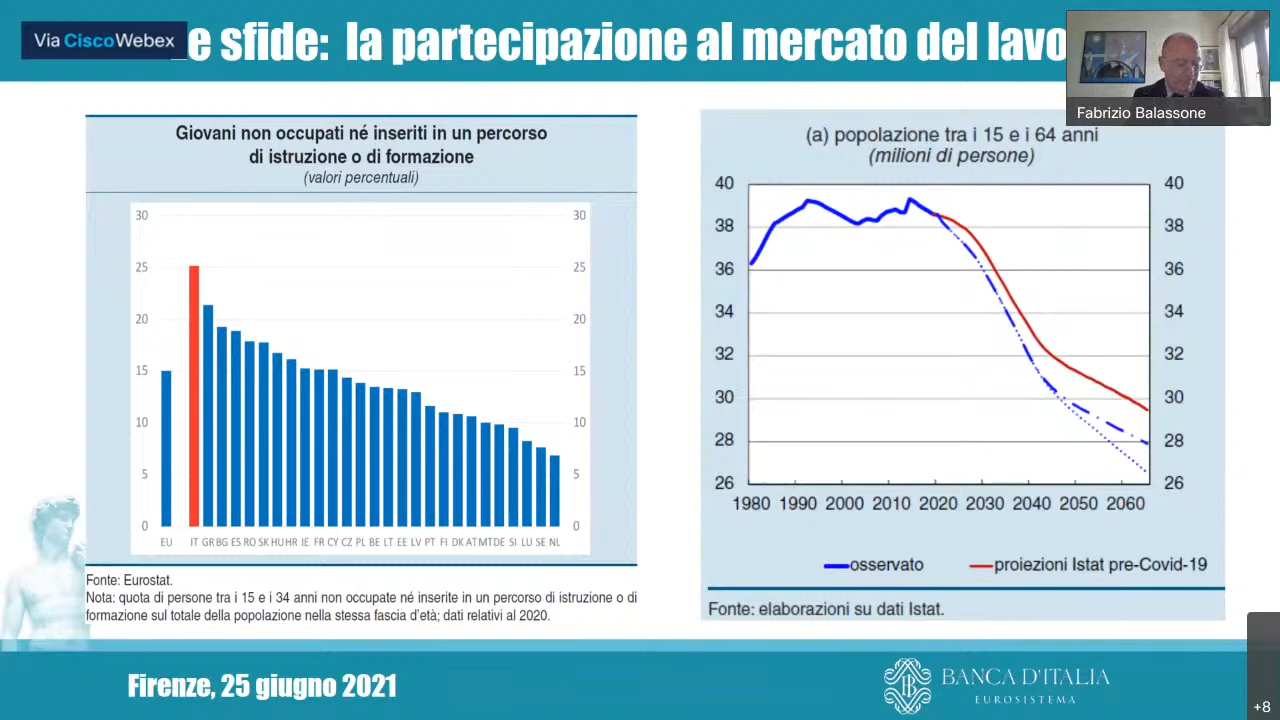 Via CiscoWebex
e sfide: la partecipazione al mercato del lavo
Fabrizio Balassone
Giovani non occupati né inseriti in un percorso
di istruzione o di formazione
(valori percentuali)
30 30
25 25
20 20
15 15
10 10
5 5
0 0
EU IT GR BG ES RO SK HU HR IE FR CY CZ PL BE LT EE LV PT FI DK AT MT DE SI LU SE NL
Fonte: Eurostat.
Nota: quota di persone tra i 15 e i 34 anni non occupate né inserite in un percorso di istruzione o di
formazione sul totale della popolazione nella stessa fascia d'età; dati relativi al 2020.
(a) popolazione tra i 15 e i 64 anni
(milioni di persone)
40 40
38 38
36 36
34 34
32 32
30 30
28 28
26 26
1980 1990 2000 2010 2020 2030 2040 2050 2060
osservato proiezioni Istat pre-Covid-19
Fonte: elaborazioni su dati Istat.
Firenze, 25 giugno 2021
BANCA D'ITALIA
EUROSISTEMA
+8